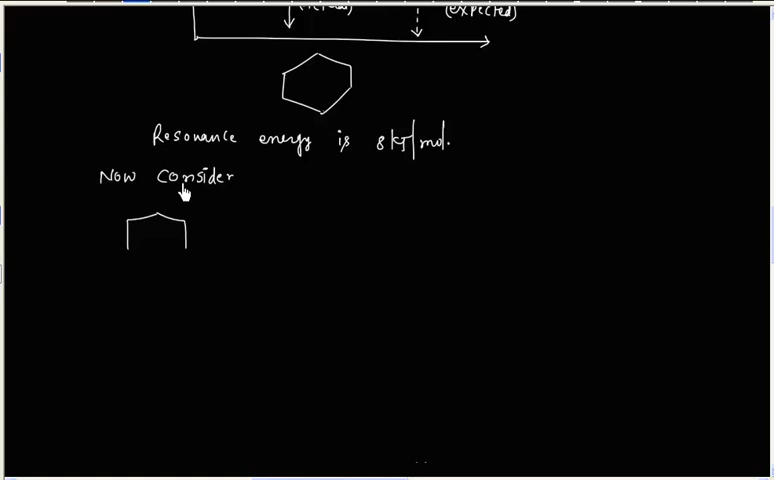 (expected)
Resonance energy is 8 kJ/mol.
Now Consider